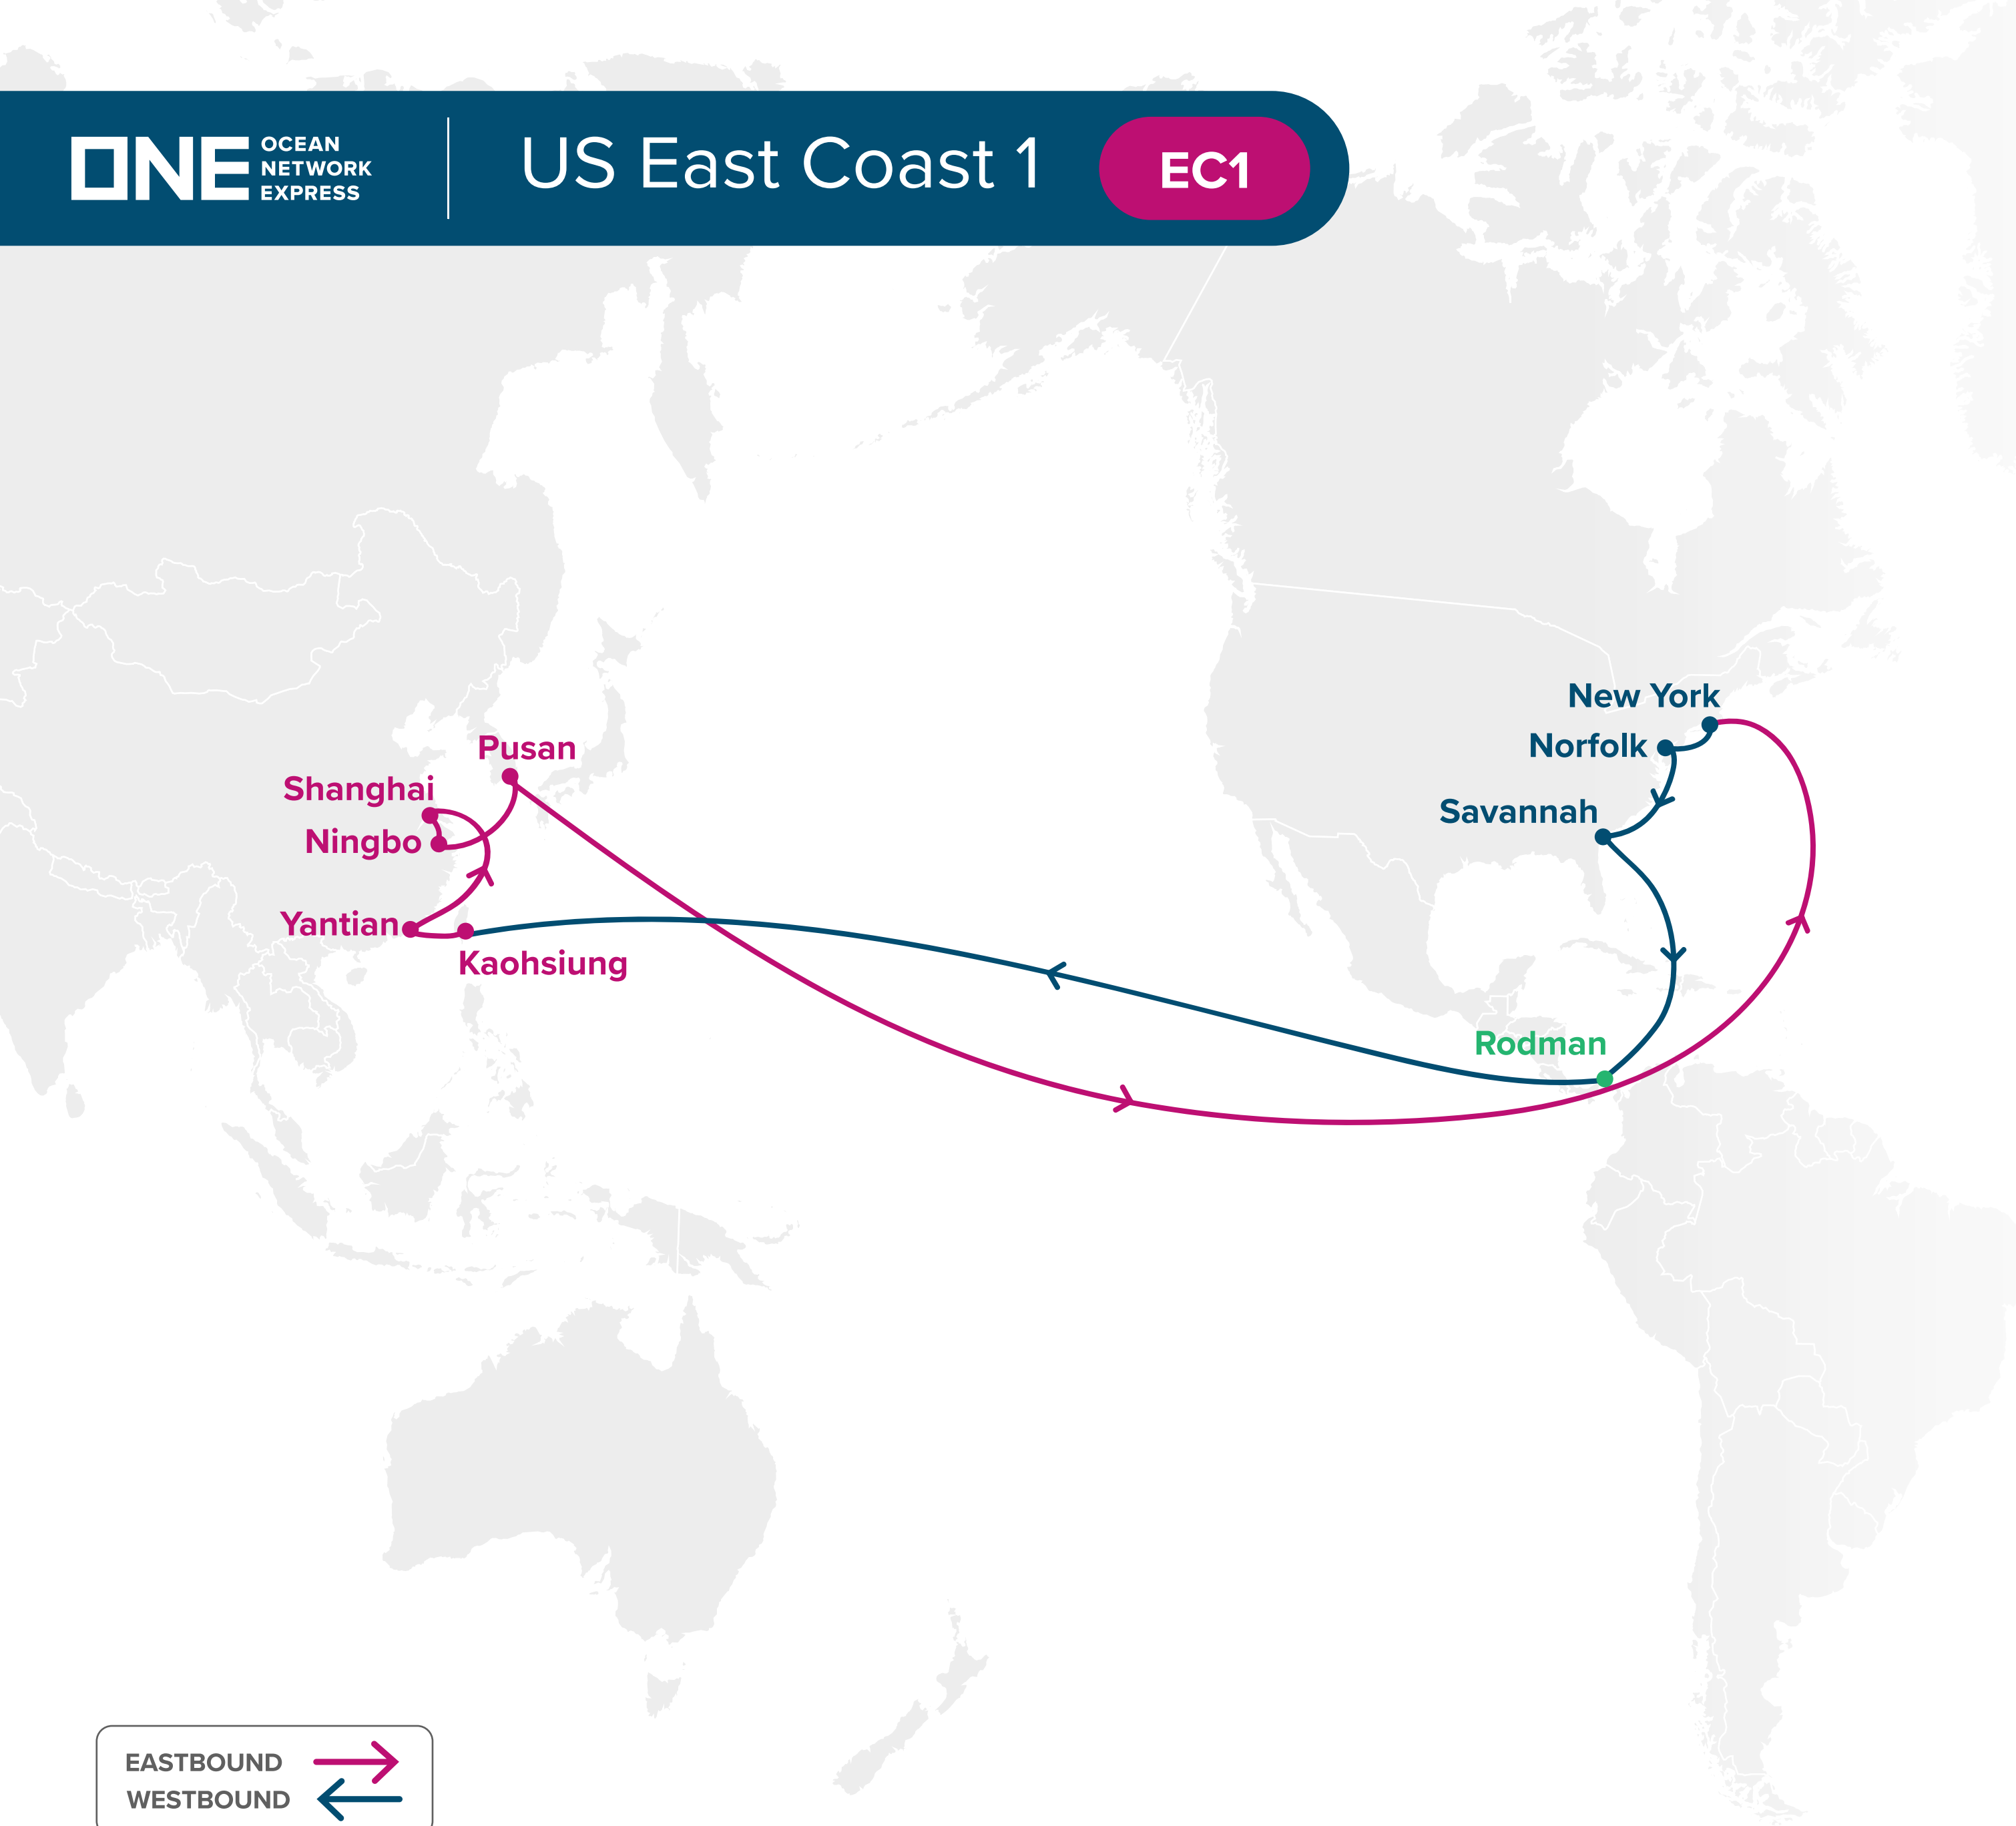 ONE
OCEAN
NETWORK
EXPRESS
US East Coast 1
EC1
New York
Norfolk
Pusan
Shanghai
Savannah
Ningbo
Yantian
Kaohsiung
Rodman
EASTBOUND
WESTBOUND